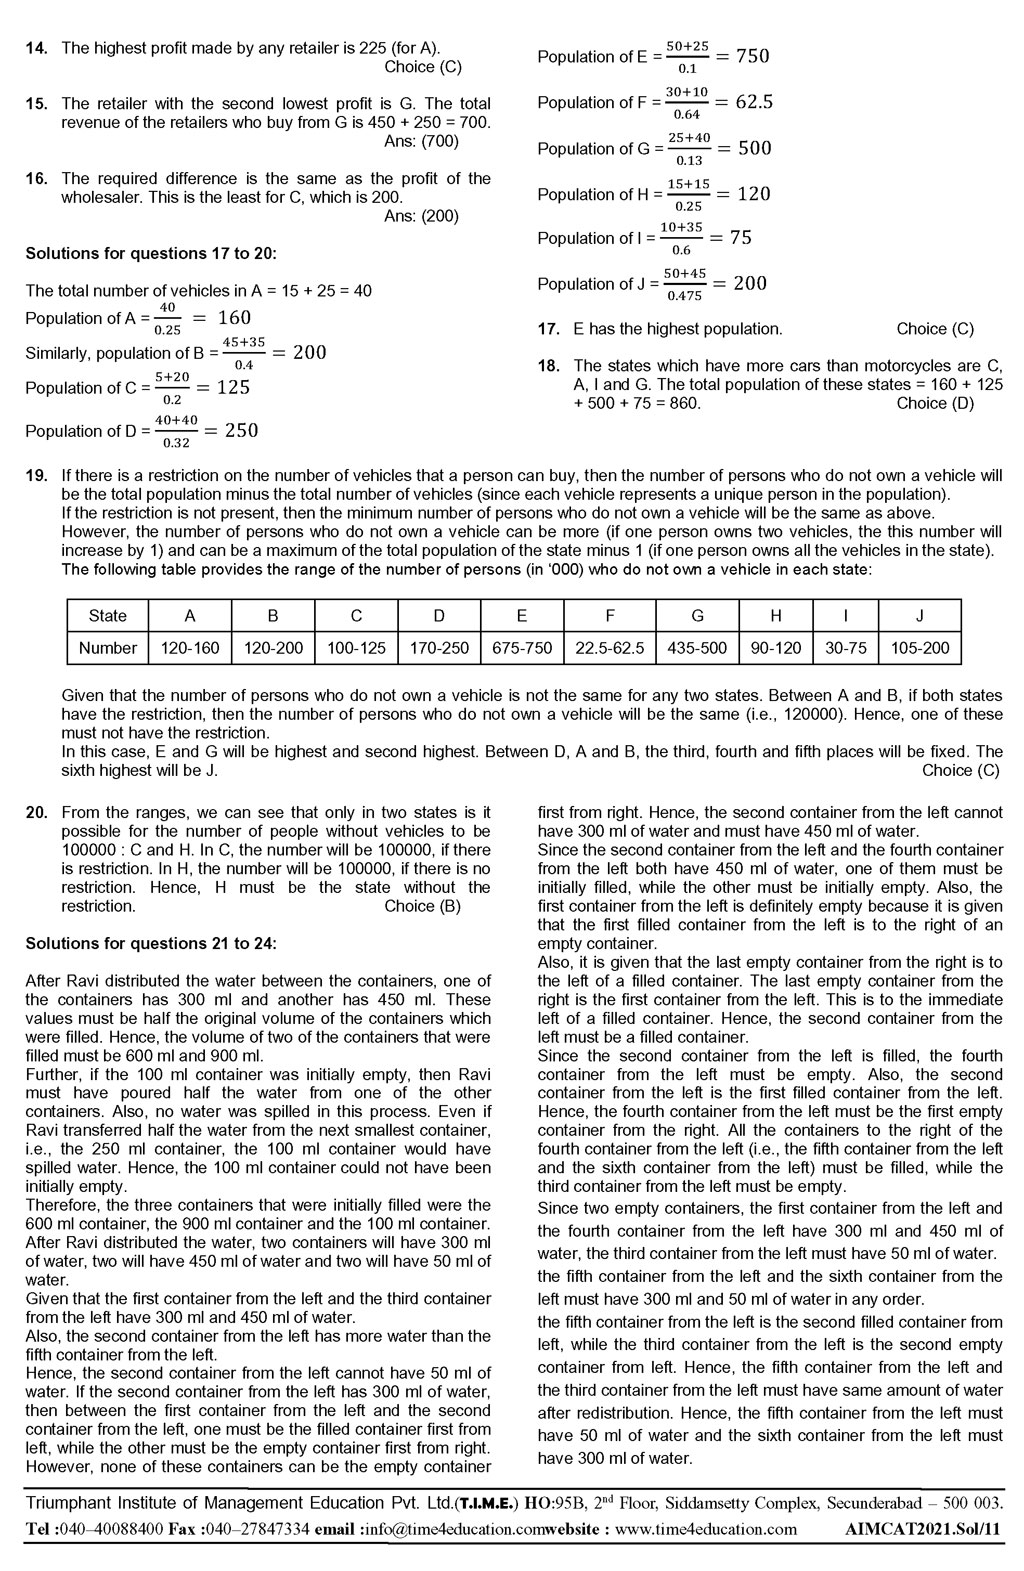 14. The highest profit made by any retailer is 225 (for A).
Choice (C)
15. The retailer with the second lowest profit is G. The total
revenue of the retailers who buy from G is 450 + 250 = 700.
Ans: (700)
16. The required difference is the same as the profit of the
wholesaler. This is the least for C, which is 200.
Ans: (200)
Solutions for questions 17 to 20:
The total number of vehicles in A = 15 + 25 = 40
Population of A = 40/0.25 = 160
Similarly, population of B = 45+35/0.4 = 200
Population of C = 5+20/0.2 = 125
Population of D = 40+40/0.32 = 250
Population of E = 50+25/0.1 = 750
Population of F = 30+10/0.64 = 62.5
Population of G = 25+40/0.13 = 500
Population of H = 15+15/0.25 = 120
Population of I = 10+35/0.6 = 75
Population of J = 50+45/0.475 = 200
17. E has the highest population. Choice (C)
18. The states which have more cars than motorcycles are C,
A, I and G. The total population of these states = 160 + 125
+ 500 + 75 = 860. Choice (D)
19. If there is a restriction on the number of vehicles that a person can buy, then the number of persons who do not own a vehicle will
be the total population minus the total number of vehicles (since each vehicle represents a unique person in the population).
If the restriction is not present, then the minimum number of persons who do not own a vehicle will be the same as above.
However, the number of persons who do not own a vehicle can be more (if one person owns two vehicles, the this number will
increase by 1) and can be a maximum of the total population of the state minus 1 (if one person owns all the vehicles in the state).
The following table provides the range of the number of persons (in ‘000) who do not own a vehicle in each state:
State A B C D E F G H I J
Number 120-160 120-200 100-125 170-250 675-750 22.5-62.5 435-500 90-120 30-75 105-200
Given that the number of persons who do not own a vehicle is not the same for any two states. Between A and B, if both states
have the restriction, then the number of persons who do not own a vehicle will be the same (i.e., 120000). Hence, one of these
must not have the restriction.
In this case, E and G will be highest and second highest. Between D, A and B, the third, fourth and fifth places will be fixed. The
sixth highest will be J. Choice (C)
20. From the ranges, we can see that only in two states is it
possible for the number of people without vehicles to be
100000 : C and H. In C, the number will be 100000, if there
is restriction. In H, the number will be 100000, if there is no
restriction. Hence, H must be the state without the
restriction. Choice (B)
Solutions for questions 21 to 24:
After Ravi distributed the water between the containers, one of
the containers has 300 ml and another has 450 ml. These
values must be half the original volume of the containers which
were filled. Hence, the volume of two of the containers that were
filled must be 600 ml and 900 ml.
Further, if the 100 ml container was initially empty, then Ravi
must have poured half the water from one of the other
containers. Also, no water was spilled in this process. Even if
Ravi transferred half the water from the next smallest container,
i.e., the 250 ml container, the 100 ml container would have
spilled water. Hence, the 100 ml container could not have been
initially empty.
Therefore, the three containers that were initially filled were the
600 ml container, the 900 ml container and the 100 ml container.
After Ravi distributed the water, two containers will have 300 ml
of water, two will have 450 ml of water and two will have 50 ml of
water.
Given that the first container from the left and the third container
from the left have 300 ml and 450 ml of water.
Also, the second container from the left has more water than the
fifth container from the left.
Hence, the second container from the left cannot have 50 ml of
water. If the second container from the left has 300 ml of water,
then between the first container from the left and the second
container from the left, one must be the filled container first from
left, while the other must be the empty container first from right.
However, none of these containers can be the empty container
first from right. Hence, the second container from the left cannot
have 300 ml of water and must have 450 ml of water.
Since the second container from the left and the fourth container
from the left both have 450 ml of water, one of them must be
initially filled, while the other must be initially empty. Also, the
first container from the left is definitely empty because it is given
that the first filled container from the left is to the right of an
empty container.
Also, it is given that the last empty container from the right is to
the left of a filled container. The last empty container from the
right is the first container from the left. This is to the immediate
left of a filled container. Hence, the second container from the
left must be a filled container.
Since the second container from the left is filled, the fourth
container from the left must be empty. Also, the second
container from the left is the first filled container from the left.
Hence, the fourth container from the left must be the first empty
container from the right. All the containers to the right of the
fourth container from the left (i.e., the fifth container from the left
and the sixth container from the left) must be filled, while the
third container from the left must be empty.
Since two empty containers, the first container from the left and
the fourth container from the left have 300 ml and 450 ml of
water, the third container from the left must have 50 ml of water.
the fifth container from the left and the sixth container from the
left must have 300 ml and 50 ml of water in any order.
the fifth container from the left is the second filled container from
left, while the third container from the left is the second empty
container from left. Hence, the fifth container from the left and
the third container from the left must have same amount of water
after redistribution. Hence, the fifth container from the left must
have 50 ml of water and the sixth container from the left must
have 300 ml of water.
Triumphant Institute of Management Education Pvt. Ltd.(T.I.M.E.) HO:95B, 2nd Floor, Siddamsetty Complex, Secunderabad – 500 003.
Tel :040–40088400 Fax :040–27847334 email :info@time4education.comwebsite : www.time4education.com AIMCAT2021.Sol/11